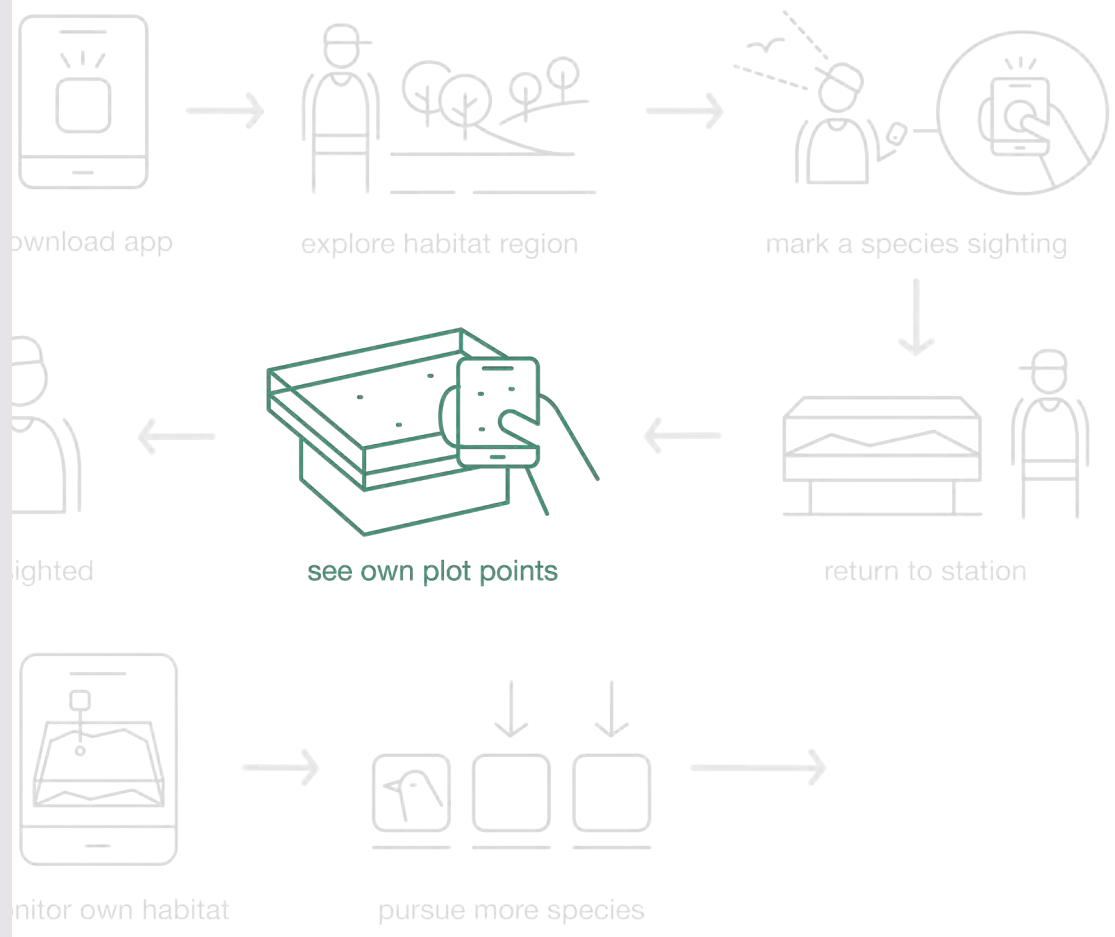 ownload app
explore habitat region
mark a species sighting
ighted
see own plot points
return to station
nitor own habitat
pursue more species